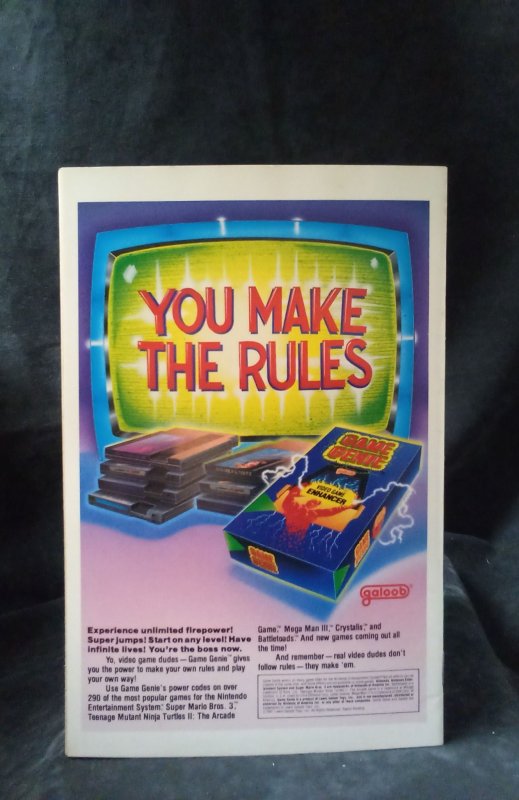 YOU MAKE
THE RULES
GAME
GENIE
VIDEO GAME
ENHANCER
GAME
GENIE
galoob®
Experience unlimited firepower!
Super jumps! Start on any level! Have
infinite lives! You're the boss now.
Yo, video game dudes — Game Genie™ gives
you the power to make your own rules and play
your own way!
Use Game Genie's power codes on over
290 of the most popular games for the Nintendo
Entertainment System: Super Mario Bros. 3,™
Teenage Mutant Ninja Turtles II: The Arcade
Game,™ Mega Man III,™ Crystalis,™ and
Battletoads.™ And new games coming out all
the time!
And remember — real video dudes don't
follow rules — they make 'em.